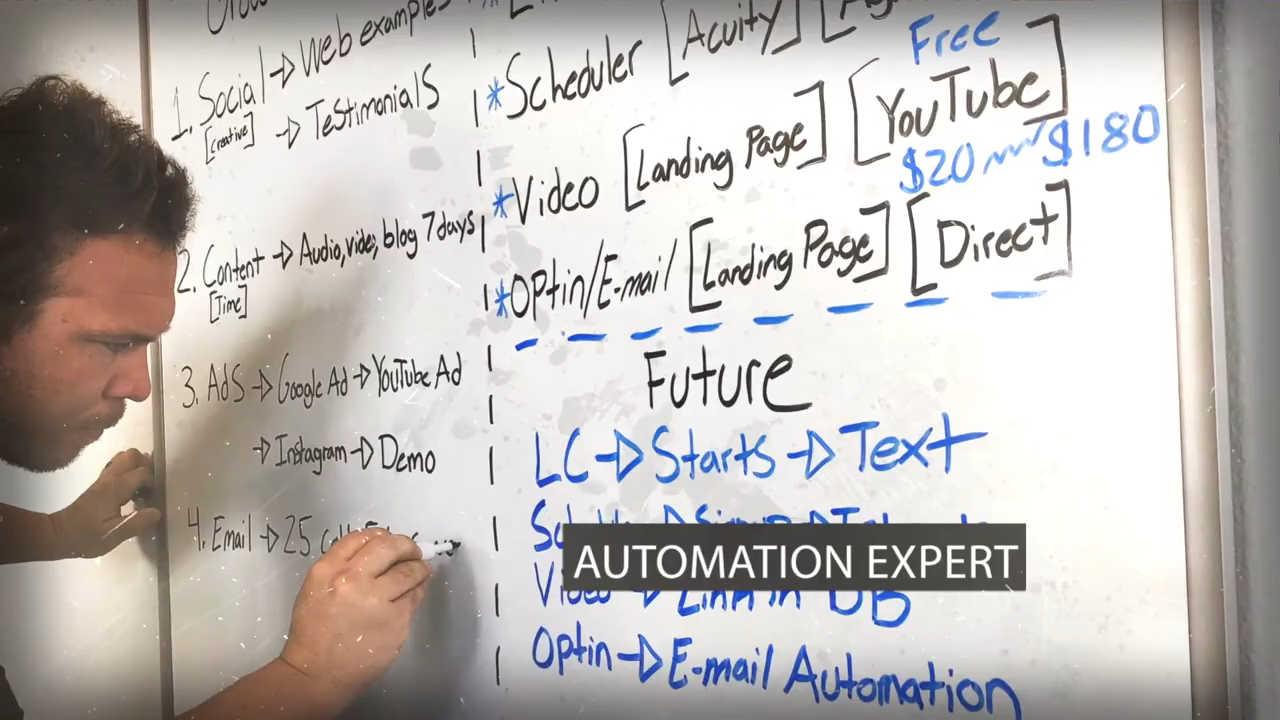 Web examples
1. Social →
[creative]
→ Testimonials
2. Content → Audio, video, blog 7 days
[Time]
3. Ads → Google Ad → YouTube Ad
→ Instagram → Demo
4. Email → 25
*Scheduler [Acuity]
Free
*Video [Landing Page] [YouTube]
$20 $180
*Optin/E-mail [Landing Page] [Direct]
Future
LC → Starts → Text
AUTOMATION EXPERT
Video → Link in DB
Optin → E-mail Automation